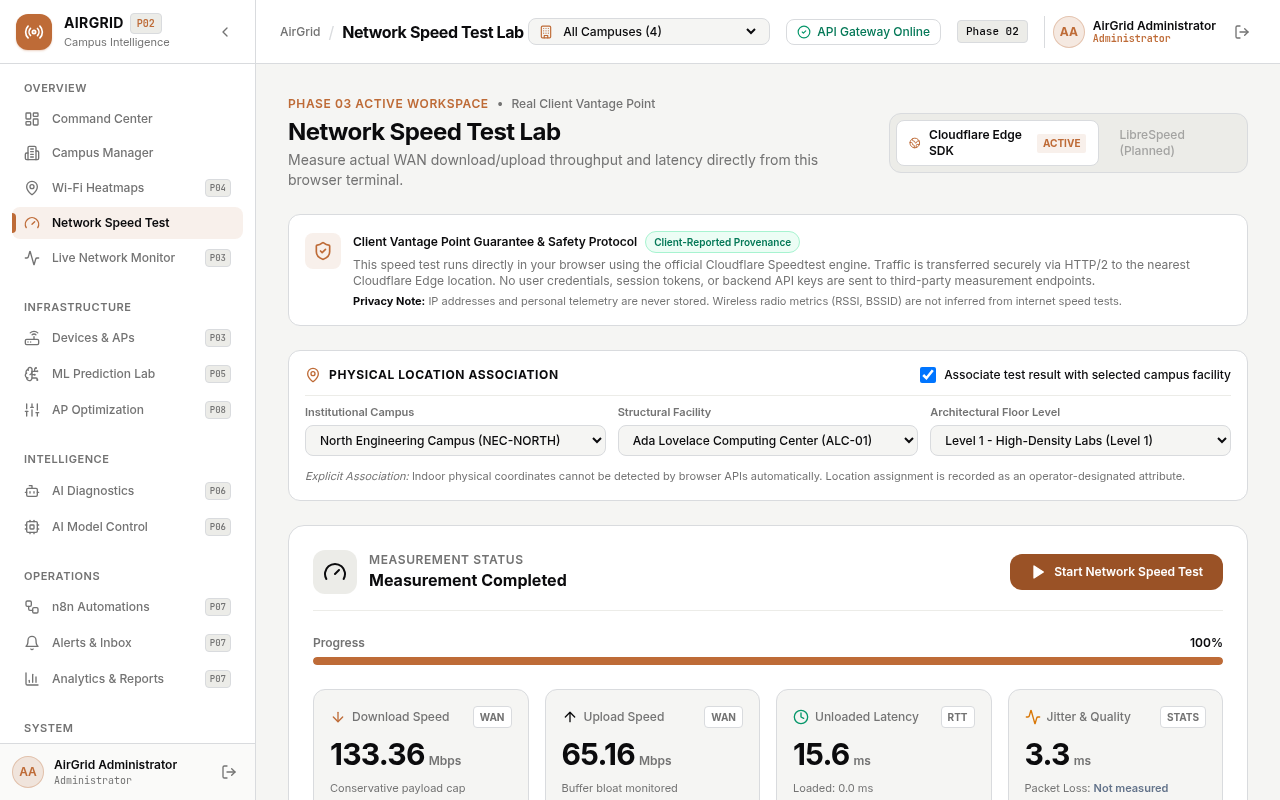 AIRGRID P02
Campus Intelligence
OVERVIEW
Command Center
Campus Manager
Wi-Fi Heatmaps P04
Network Speed Test
Live Network Monitor P03
INFRASTRUCTURE
Devices & APs P03
ML Prediction Lab P05
AP Optimization P08
INTELLIGENCE
AI Diagnostics P06
AI Model Control P06
OPERATIONS
n8n Automations P07
Alerts & Inbox P07
Analytics & Reports P07
SYSTEM
AA AirGrid Administrator
Administrator
AirGrid / Network Speed Test Lab
All Campuses (4)
API Gateway Online
Phase 02
AA AirGrid Administrator
Administrator
PHASE 03 ACTIVE WORKSPACE • Real Client Vantage Point
Network Speed Test Lab
Measure actual WAN download/upload throughput and latency directly from this
browser terminal.
Cloudflare Edge
SDK
ACTIVE
LibreSpeed
(Planned)
Client Vantage Point Guarantee & Safety Protocol Client-Reported Provenance
This speed test runs directly in your browser using the official Cloudflare Speedtest engine. Traffic is transferred securely via HTTP/2 to the nearest
Cloudflare Edge location. No user credentials, session tokens, or backend API keys are sent to third-party measurement endpoints.
Privacy Note: IP addresses and personal telemetry are never stored. Wireless radio metrics (RSSI, BSSID) are not inferred from internet speed tests.
PHYSICAL LOCATION ASSOCIATION
Associate test result with selected campus facility
Institutional Campus
North Engineering Campus (NEC-NORTH)
Structural Facility
Ada Lovelace Computing Center (ALC-01)
Architectural Floor Level
Level 1 - High-Density Labs (Level 1)
Explicit Association: Indoor physical coordinates cannot be detected by browser APIs automatically. Location assignment is recorded as an operator-designated attribute.
MEASUREMENT STATUS
Measurement Completed
Start Network Speed Test
Progress 100%
Download Speed WAN
133.36 Mbps
Conservative payload cap
Upload Speed WAN
65.16 Mbps
Buffer bloat monitored
Unloaded Latency RTT
15.6 ms
Loaded: 0.0 ms
Jitter & Quality STATS
3.3 ms
Packet Loss: Not measured